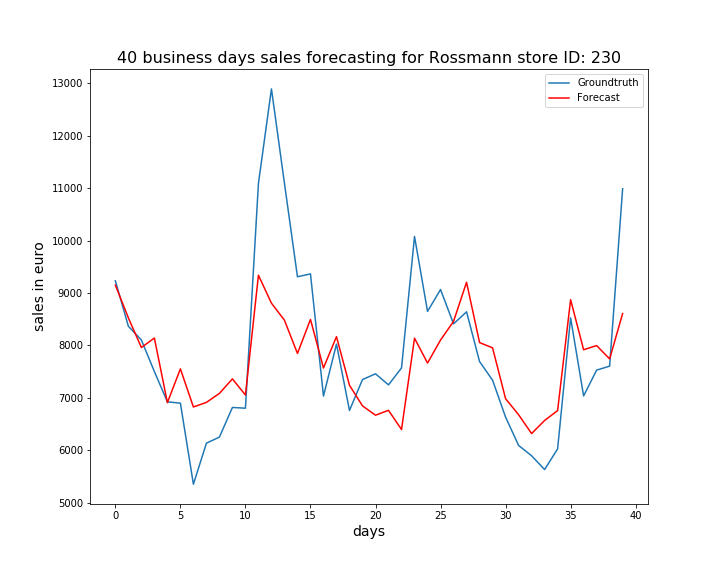 40 business days sales forecasting for Rossmann store ID: 230
Groundtruth
Forecast
sales in euro
13000
12000
11000
10000
9000
8000
7000
6000
5000
0 5 10 15 20 25 30 35 40
days